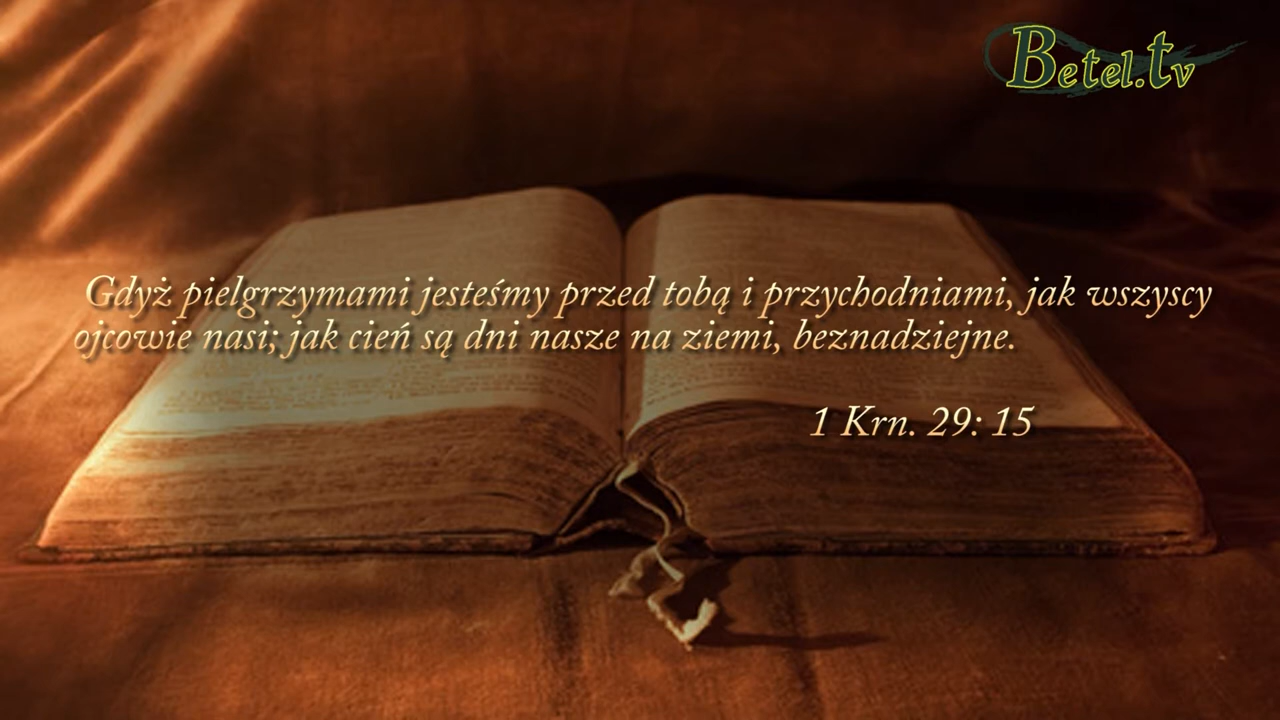 Betel.tv
Gdyż pielgrzymami jesteśmy przed tobą i przychodniami, jak wszyscy
ojcowie nasi; jak cień są dni nasze na ziemi, beznadziejne.
1 Krn. 29: 15